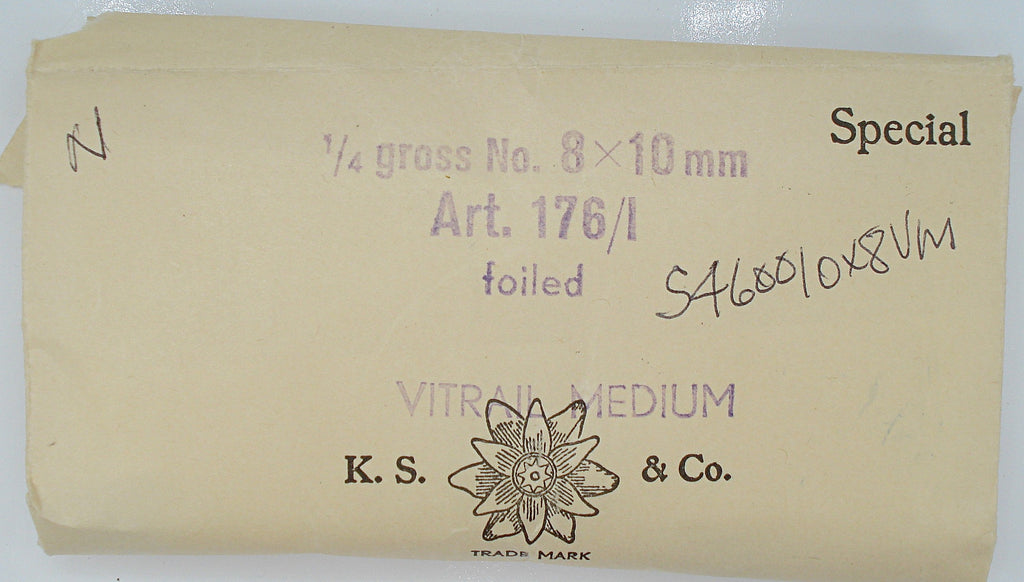 Special
N
1/4 gross No. 8×10 mm
Art. 176/I
foiled
S460010x8VM
VITRAIL MEDIUM
K. S. & Co.
TRADE MARK